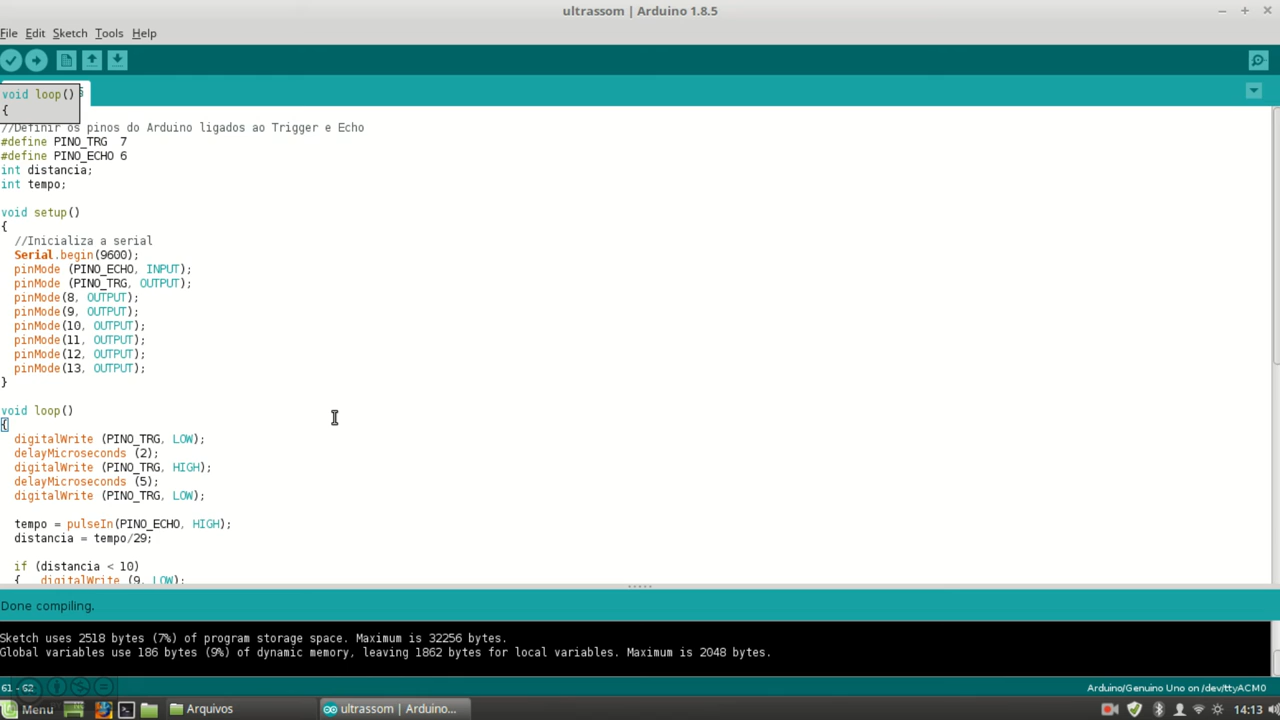 ultrassom | Arduino 1.8.5
File Edit Sketch Tools Help
void loop()
{
//Definir os pinos do Arduino ligados ao Trigger e Echo
#define PINO_TRG  7
#define PINO_ECHO 6
int distancia;
int tempo;
void setup()
{
//Inicializa a serial
Serial.begin(9600);
pinMode (PINO_ECHO, INPUT);
pinMode (PINO_TRG, OUTPUT);
pinMode(8, OUTPUT);
pinMode(9, OUTPUT);
pinMode(10, OUTPUT);
pinMode(11, OUTPUT);
pinMode(12, OUTPUT);
pinMode(13, OUTPUT);
}
void loop()
{
digitalWrite (PINO_TRG, LOW);
delayMicroseconds (2);
digitalWrite (PINO_TRG, HIGH);
delayMicroseconds (5);
digitalWrite (PINO_TRG, LOW);
tempo = pulseIn(PINO_ECHO, HIGH);
distancia = tempo/29;
if (distancia < 10)
{   digitalWrite (9, LOW);
Done compiling.
Sketch uses 2518 bytes (7%) of program storage space. Maximum is 32256 bytes.
Global variables use 186 bytes (9%) of dynamic memory, leaving 1862 bytes for local variables. Maximum is 2048 bytes.
61 - 62 Arduino/Genuino Uno on /dev/ttyACM0
Menu Arquivos ultrassom | Arduino... 14:13